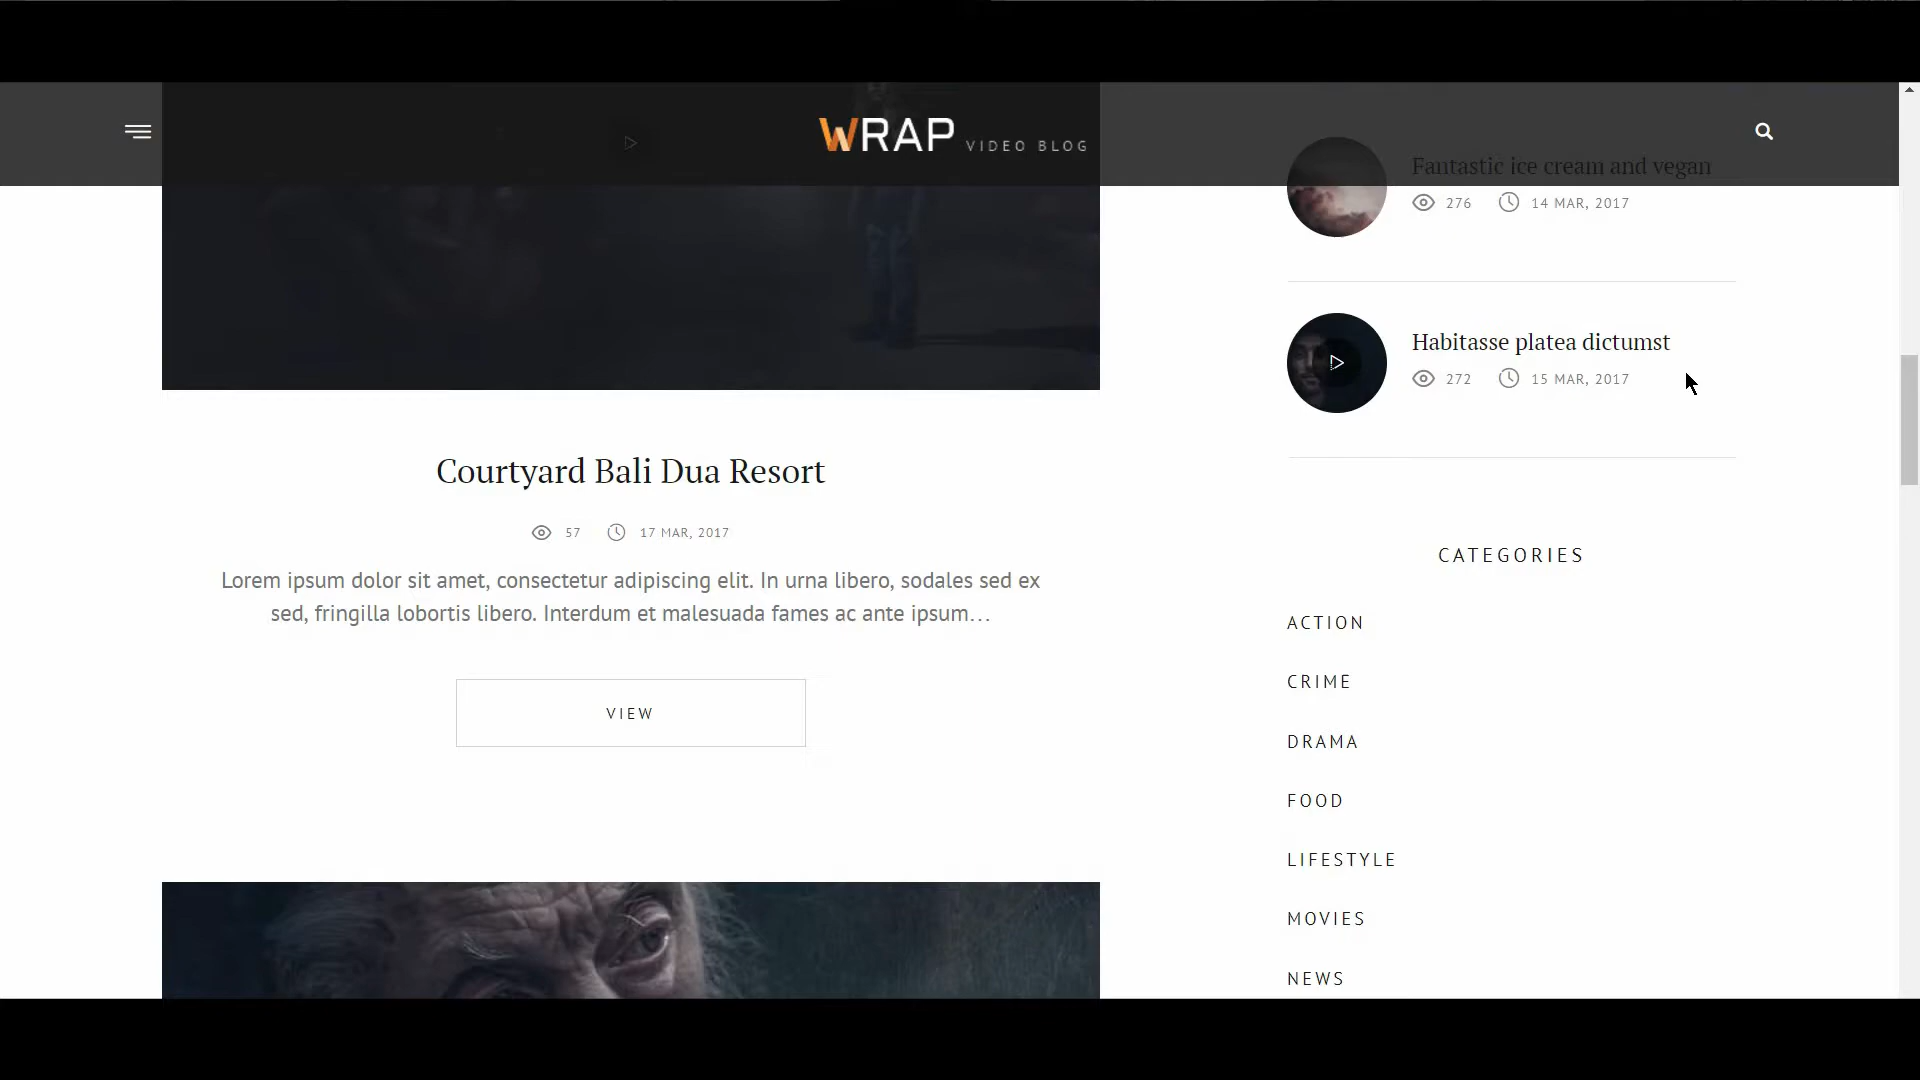 WRAP VIDEO BLOG
Fantastic ice cream and vegan
276 14 MAR, 2017
Habitasse platea dictumst
272 15 MAR, 2017
Courtyard Bali Dua Resort
57 17 MAR, 2017
Lorem ipsum dolor sit amet, consectetur adipiscing elit. In urna libero, sodales sed ex
sed, fringilla lobortis libero. Interdum et malesuada fames ac ante ipsum…
VIEW
CATEGORIES
ACTION
CRIME
DRAMA
FOOD
LIFESTYLE
MOVIES
NEWS